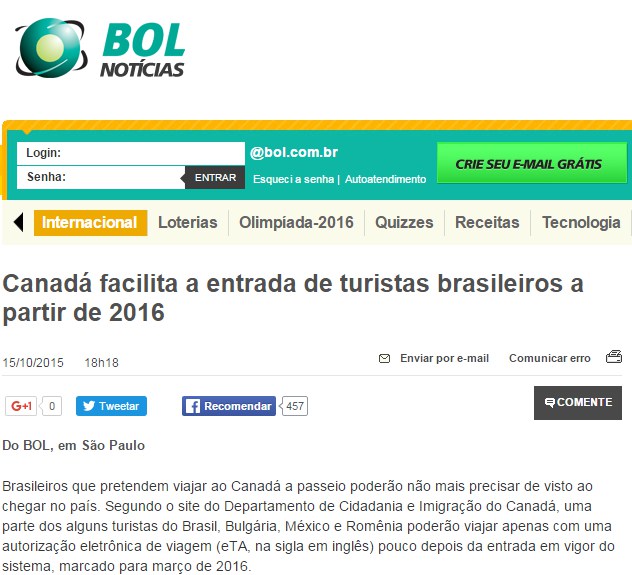 BOL
NOTÍCIAS
Login:
@bol.com.br
CRIE SEU E-MAIL GRÁTIS
Senha:
ENTRAR
Esqueci a senha | Autoatendimento
Internacional Loterias Olimpíada-2016 Quizzes Receitas Tecnologia
Canadá facilita a entrada de turistas brasileiros a
partir de 2016
15/10/2015 18h18
Enviar por e-mail Comunicar erro
G+1 0 Tweetar Recomendar 457
COMENTE
Do BOL, em São Paulo
Brasileiros que pretendem viajar ao Canadá a passeio poderão não mais precisar de visto ao
chegar no país. Segundo o site do Departamento de Cidadania e Imigração do Canadá, uma
parte dos alguns turistas do Brasil, Bulgária, México e Romênia poderão viajar apenas com uma
autorização eletrônica de viagem (eTA, na sigla em inglês) pouco depois da entrada em vigor do
sistema, marcado para março de 2016.